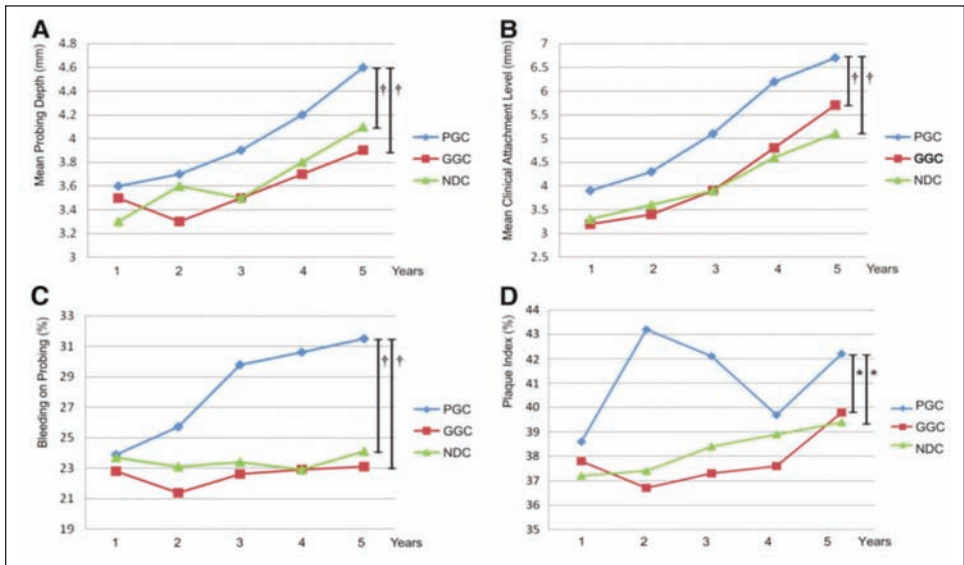 A
Mean Probing Depth (mm)
4.8
4.6
4.4
4.2
4
3.8
3.6
3.4
3.2
3
1 2 3 4 5 Years
† †
PGC
GGC
NDC
B
Mean Clinical Attachment Level (mm)
7
6.5
6
5.5
5
4.5
4
3.5
3
2.5
1 2 3 4 5 Years
† †
PGC
GGC
NDC
C
Bleeding on Probing (%)
33
31
29
27
25
23
21
19
1 2 3 4 5 Years
† †
PGC
GGC
NDC
D
Plaque Index (%)
44
43
42
41
40
39
38
37
36
35
1 2 3 4 5 Years
* *
PGC
GGC
NDC